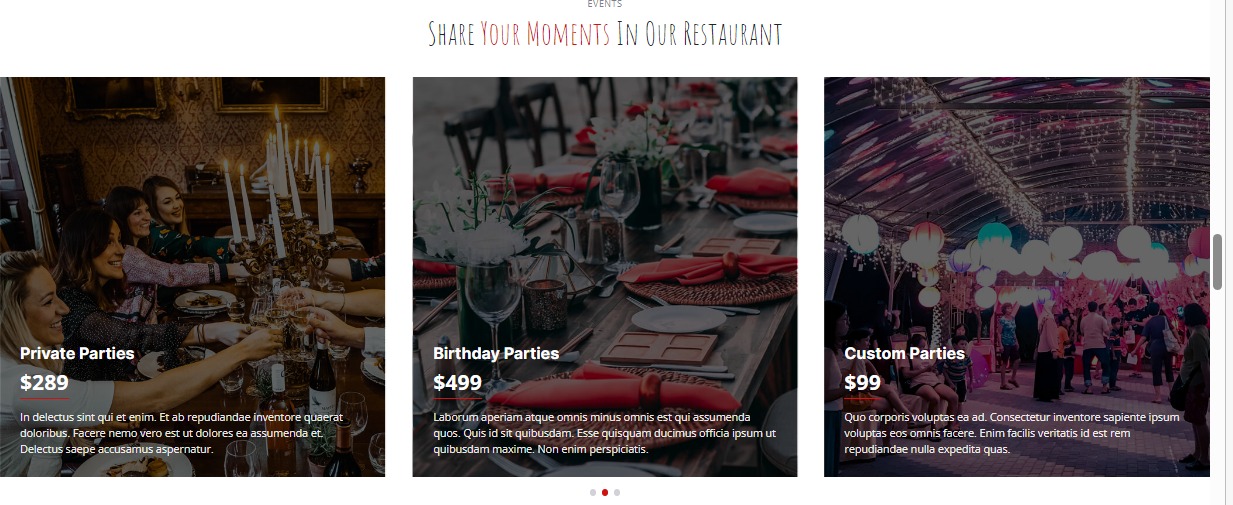 EVENTS
Share Your Moments In Our Restaurant
Private Parties
$289
In delectus sint qui et enim. Et ab repudiandae inventore quaerat
doloribus. Facere nemo vero est ut dolores ea assumenda et.
Delectus saepe accusamus aspernatur.
Birthday Parties
$499
Laborum aperiam atque omnis minus omnis est qui assumenda
quos. Quis id sit quibusdam. Esse quisquam ducimus officia ipsum ut
quibusdam maxime. Non enim perspiciatis.
Custom Parties
$99
Quo corporis voluptas ea ad. Consectetur inventore sapiente ipsum
voluptas eos omnis facere. Enim facilis veritatis id est rem
repudiandae nulla expedita quas.